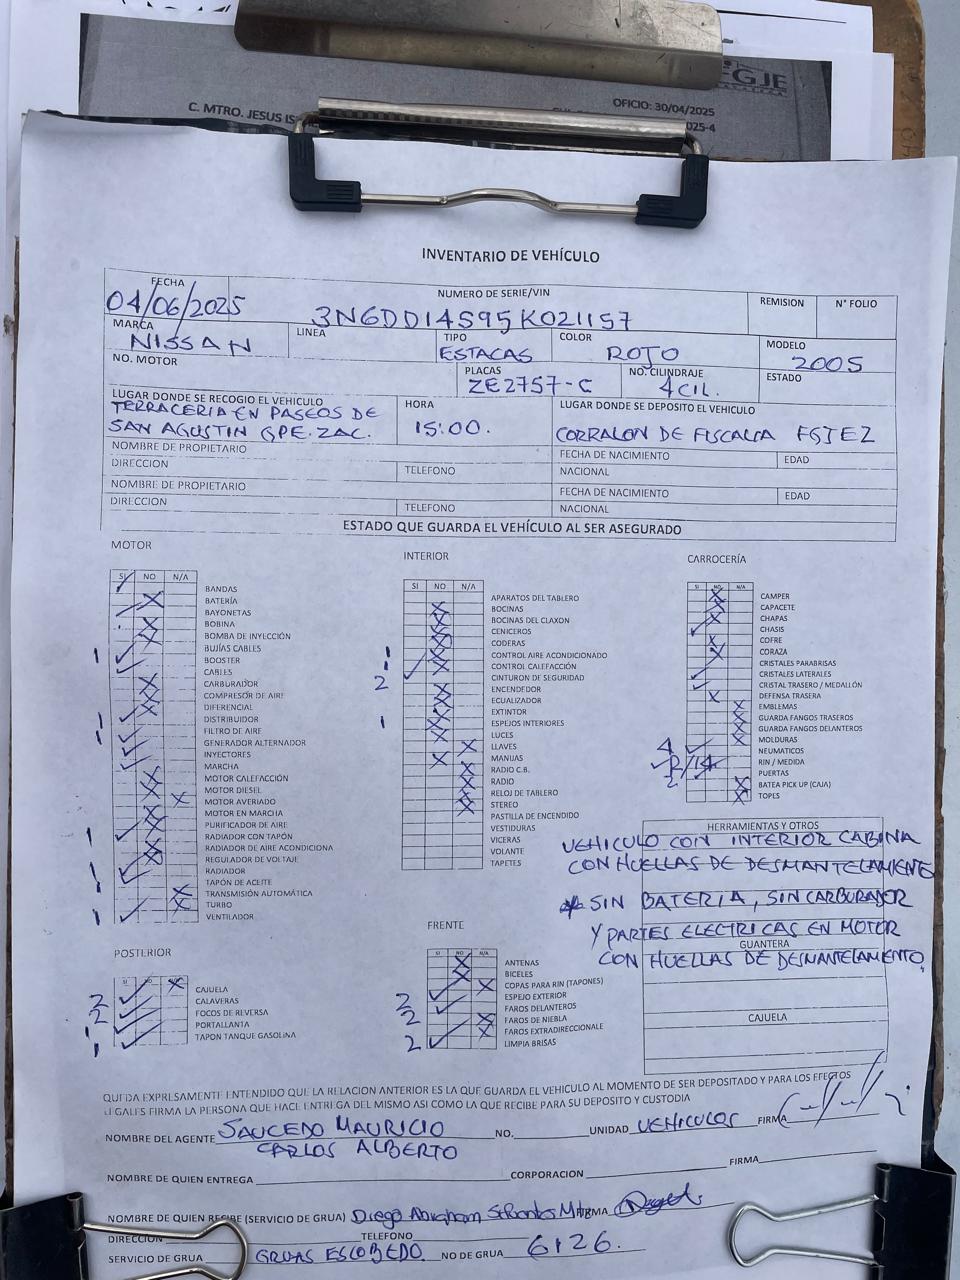 FGJE
OFICIO: 30/04/2025
C. MTRO. JESUS IS
025-4
INVENTARIO DE VEHÍCULO
FECHA
04/06/2025
NUMERO DE SERIE/VIN
3N6DD14S95K021157
REMISION
N° FOLIO
MARCA
NISSAN
LINEA
TIPO
ESTACAS
COLOR
ROJO
MODELO
2005
NO. MOTOR
PLACAS
ZE2757-C
NO. CILINDRAJE
4CIL.
ESTADO
LUGAR DONDE SE RECOGIO EL VEHICULO
TERRACERIA EN PASEOS DE
SAN AGUSTIN GPE. ZAC.
HORA
15:00.
LUGAR DONDE SE DEPOSITO EL VEHICULO
CORRALON DE FISCALIA FGJEZ
NOMBRE DE PROPIETARIO
FECHA DE NACIMIENTO
EDAD
DIRECCION
TELEFONO
NACIONAL
NOMBRE DE PROPIETARIO
FECHA DE NACIMIENTO
EDAD
DIRECCION
TELEFONO
NACIONAL
ESTADO QUE GUARDA EL VEHÍCULO AL SER ASEGURADO
MOTOR
SI NO N/A
BANDAS
BATERÍA
BAYONETAS
BOBINA
BOMBA DE INYECCIÓN
1 BUJÍAS CABLES
BOOSTER
CABLES
CARBURADOR
COMPRESOR DE AIRE
DIFERENCIAL
DISTRIBUIDOR
1 FILTRO DE AIRE
1 GENERADOR ALTERNADOR
INYECTORES
MARCHA
MOTOR CALEFACCIÓN
MOTOR DIESEL
MOTOR AVERIADO
MOTOR EN MARCHA
PURIFICADOR DE AIRE
1 RADIADOR CON TAPÓN
RADIADOR DE AIRE ACONDICIONA
REGULADOR DE VOLTAJE
1 RADIADOR
TAPÓN DE ACEITE
TRANSMISIÓN AUTOMÁTICA
TURBO
1 VENTILADOR
INTERIOR
SI NO N/A
APARATOS DEL TABLERO
BOCINAS
BOCINAS DEL CLAXON
CENICEROS
CODERAS
1 CONTROL AIRE ACONDICIONADO
1 CONTROL CALEFACCIÓN
2 CINTURON DE SEGURIDAD
ENCENDEDOR
ECUALIZADOR
EXTINTOR
1 ESPEJOS INTERIORES
LUCES
LLAVES
MANIJAS
RADIO C.B.
RADIO
RELOJ DE TABLERO
STEREO
PASTILLA DE ENCENDIDO
VESTIDURAS
VICERAS
VOLANTE
TAPETES
CARROCERÍA
SI NO N/A
CAMPER
CAPACETE
CHAPAS
CHASIS
COFRE
CORAZA
CRISTALES PARABRISAS
CRISTALES LATERALES
CRISTAL TRASERO / MEDALLÓN
DEFENSA TRASERA
EMBLEMAS
GUARDA FANGOS TRASEROS
GUARDA FANGOS DELANTEROS
MOLDURAS
4 NEUMATICOS
R/14 RIN / MEDIDA
2 PUERTAS
BATEA PICK UP (CAJA)
TOPES
HERRAMIENTAS Y OTROS
VEHICULO CON INTERIOR CABINA
CON HUELLAS DE DESMANTELAMIENTO
SIN BATERIA, SIN CARBURADOR
Y PARTES ELECTRICAS EN MOTOR
GUANTERA
CON HUELLAS DE DESMANTELAMIENTO.
CAJUELA
POSTERIOR
SI NO N/A
CAJUELA
2 CALAVERAS
2 FOCOS DE REVERSA
1 PORTALLANTA
1 TAPON TANQUE GASOLINA
FRENTE
SI NO N/A
ANTENAS
BICELES
COPAS PARA RIN (TAPONES)
2 ESPEJO EXTERIOR
2 FAROS DELANTEROS
FAROS DE NIEBLA
FAROS EXTRADIRECCIONALE
2 LIMPIA BRISAS
QUEDA EXPRESAMENTE ENTENDIDO QUE LA RELACION ANTERIOR ES LA QUE GUARDA EL VEHICULO AL MOMENTO DE SER DEPOSITADO Y PARA LOS EFECTOS
LEGALES FIRMA LA PERSONA QUE HACE ENTREGA DEL MISMO ASI COMO LA QUE RECIBE PARA SU DEPOSITO Y CUSTODIA
NOMBRE DEL AGENTE SAUCEDO MAURICIO NO. UNIDAD VEHICULOS FIRMA
CARLOS ALBERTO
NOMBRE DE QUIEN ENTREGA CORPORACION FIRMA
NOMBRE DE QUIEN RECIBE (SERVICIO DE GRUA) Diego Abraham FIRMA
DIRECCIÓN TELEFONO
SERVICIO DE GRUA GRUAS ESCOBEDO NO DE GRUA 6126.